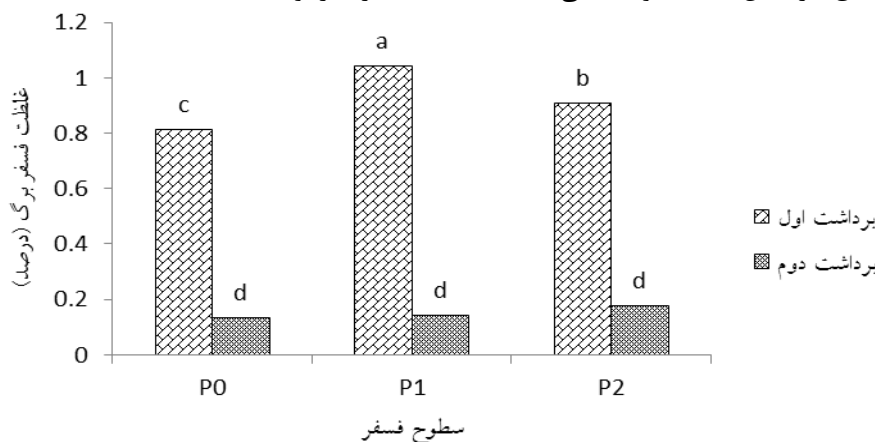 1.2
1
0.8
0.6
0.4
0.2
0
غلظت فسفر برگ (درصد)
c
d
a
d
b
d
P0
P1
P2
سطوح فسفر
برداشت اول
برداشت دوم